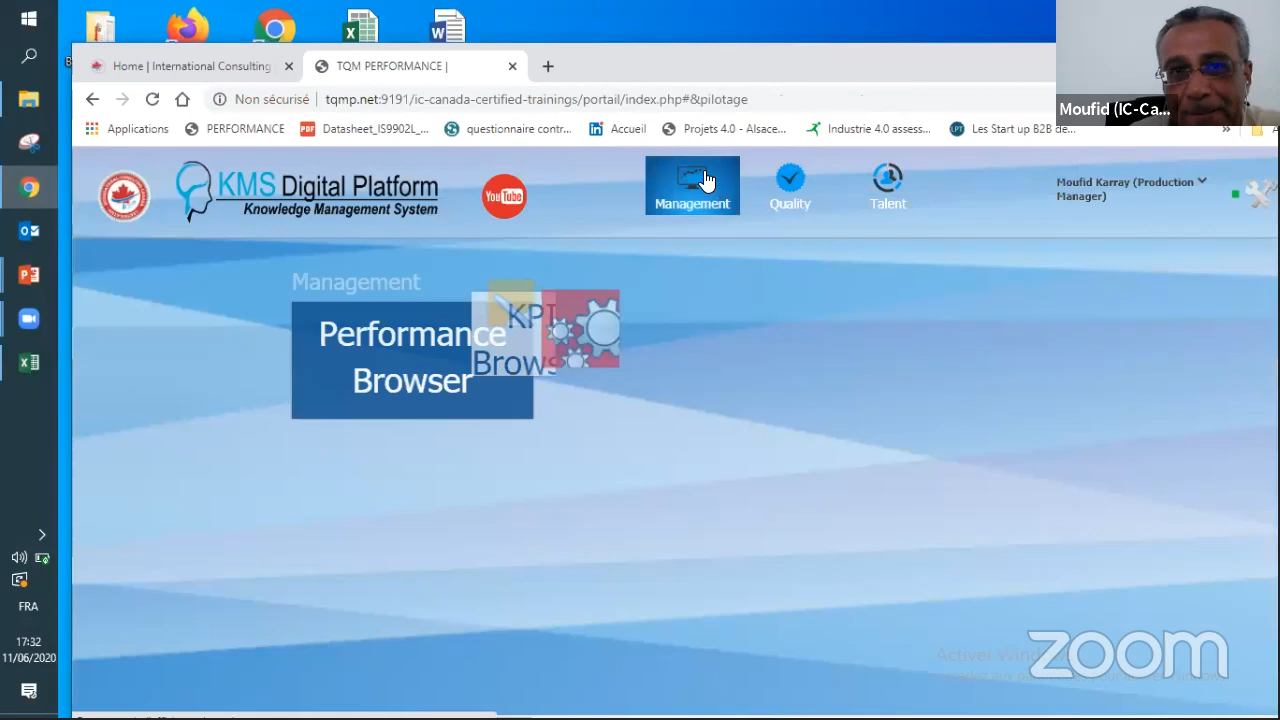 Home | International Consulting
TQM PERFORMANCE |
Non sécurisé
tqmp.net:9191/ic-canada-certified-trainings/portail/index.php#&pilotage
Moufid (IC-Ca...
Applications
PERFORMANCE
PDF
Datasheet_IS9902L_...
questionnaire contr...
Accueil
Projets 4.0 - Alsace...
Industrie 4.0 assess...
LPT
Les Start up B2B de...
»
KMS Digital Platform
Knowledge Management System
YouTube
Management
Quality
Talent
Moufid Karray (Production
Manager)
Management
Performance
Browser
KPI
Brows
FRA
17:32
11/06/2020
zoom